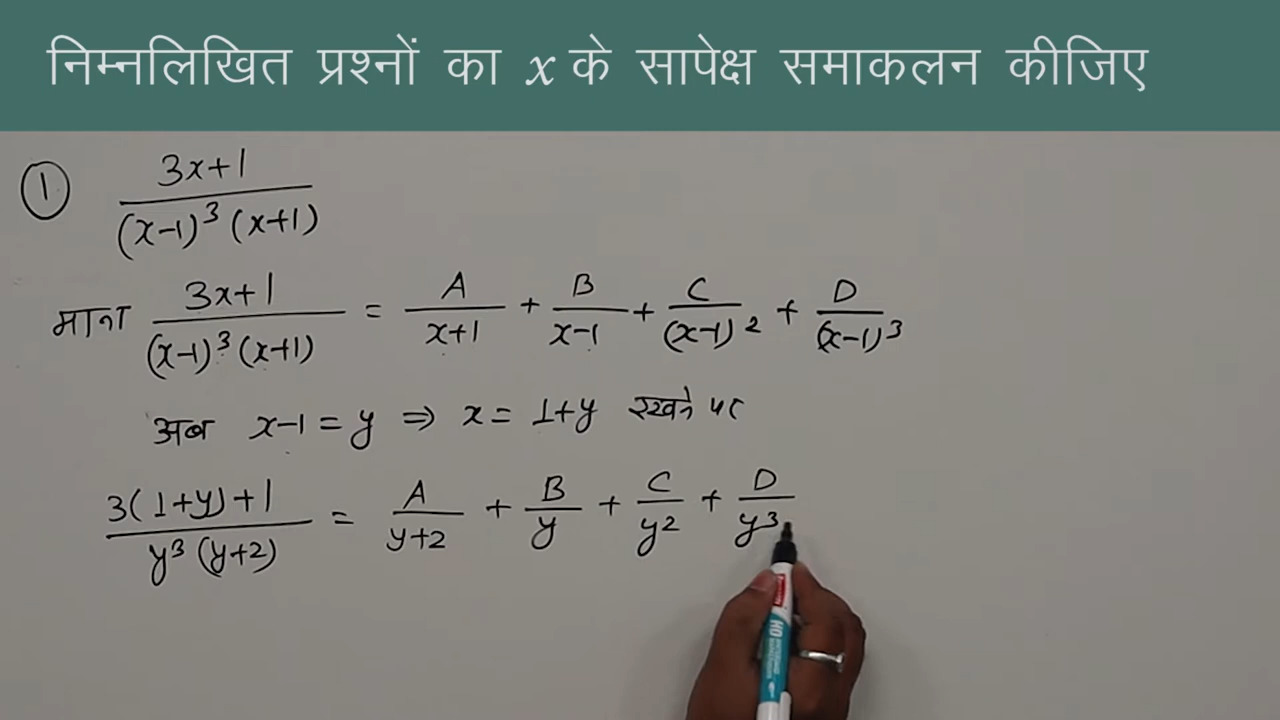 निम्नलिखित प्रश्नों का x के सापेक्ष समाकलन कीजिए
① 3x+1 / (x-1)³ (x+1)
माना 3x+1 / (x-1)³ (x+1) = A / x+1 + B / x-1 + C / (x-1)² + D / (x-1)³
अब x-1 = y ⇒ x = 1+y रखने पर
3(1+y)+1 / y³ (y+2) = A / y+2 + B / y + C / y² + D / y³